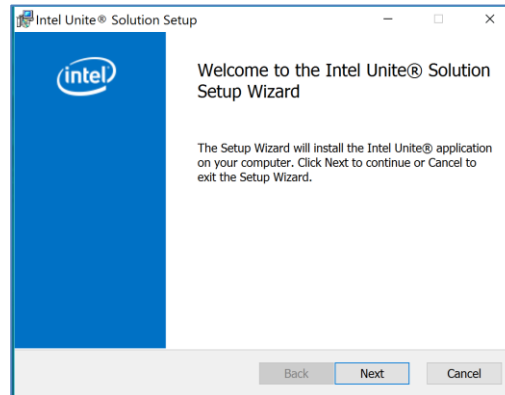 Intel Unite® Solution Setup
intel
Welcome to the Intel Unite® Solution
Setup Wizard
The Setup Wizard will install the Intel Unite® application
on your computer. Click Next to continue or Cancel to
exit the Setup Wizard.
Back Next Cancel